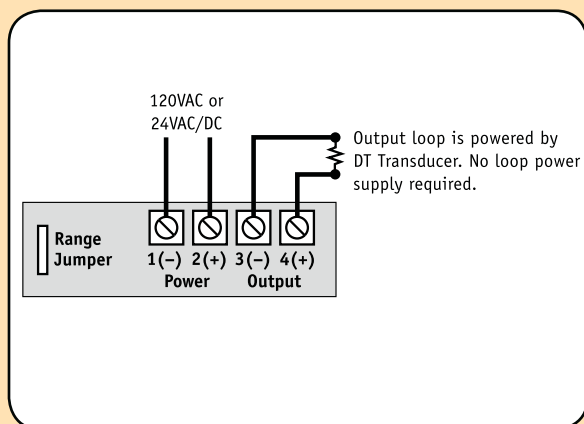 120VAC or
24VAC/DC
Output loop is powered by
DT Transducer. No loop power
supply required.
Range
Jumper
1(–) 2(+) 3(–) 4(+)
Power Output